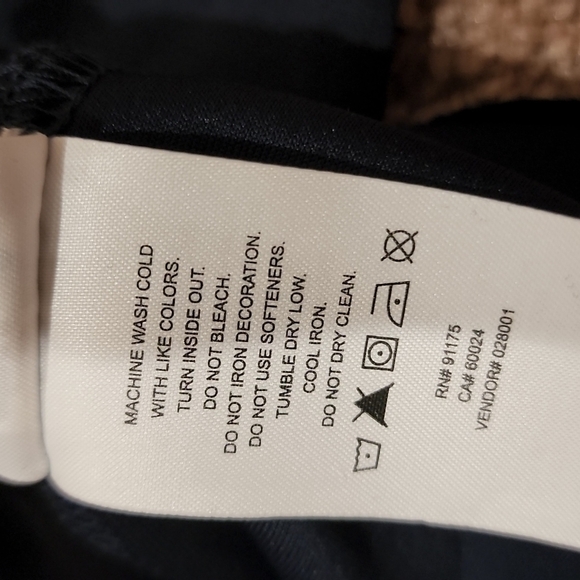 MACHINE WASH COLD
WITH LIKE COLORS.
TURN INSIDE OUT.
DO NOT BLEACH.
DO NOT IRON DECORATION.
DO NOT USE SOFTENERS.
TUMBLE DRY LOW.
COOL IRON.
DO NOT DRY CLEAN.
RN# 91175
CA# 60024
VENDOR# 028001